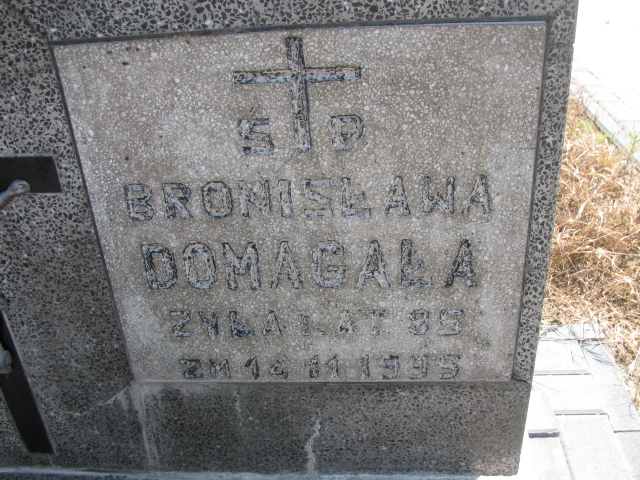 Ś P
BRONISŁAWA
DOMAGAŁA
ŻYŁA LAT 85
ZM 14 11 1995